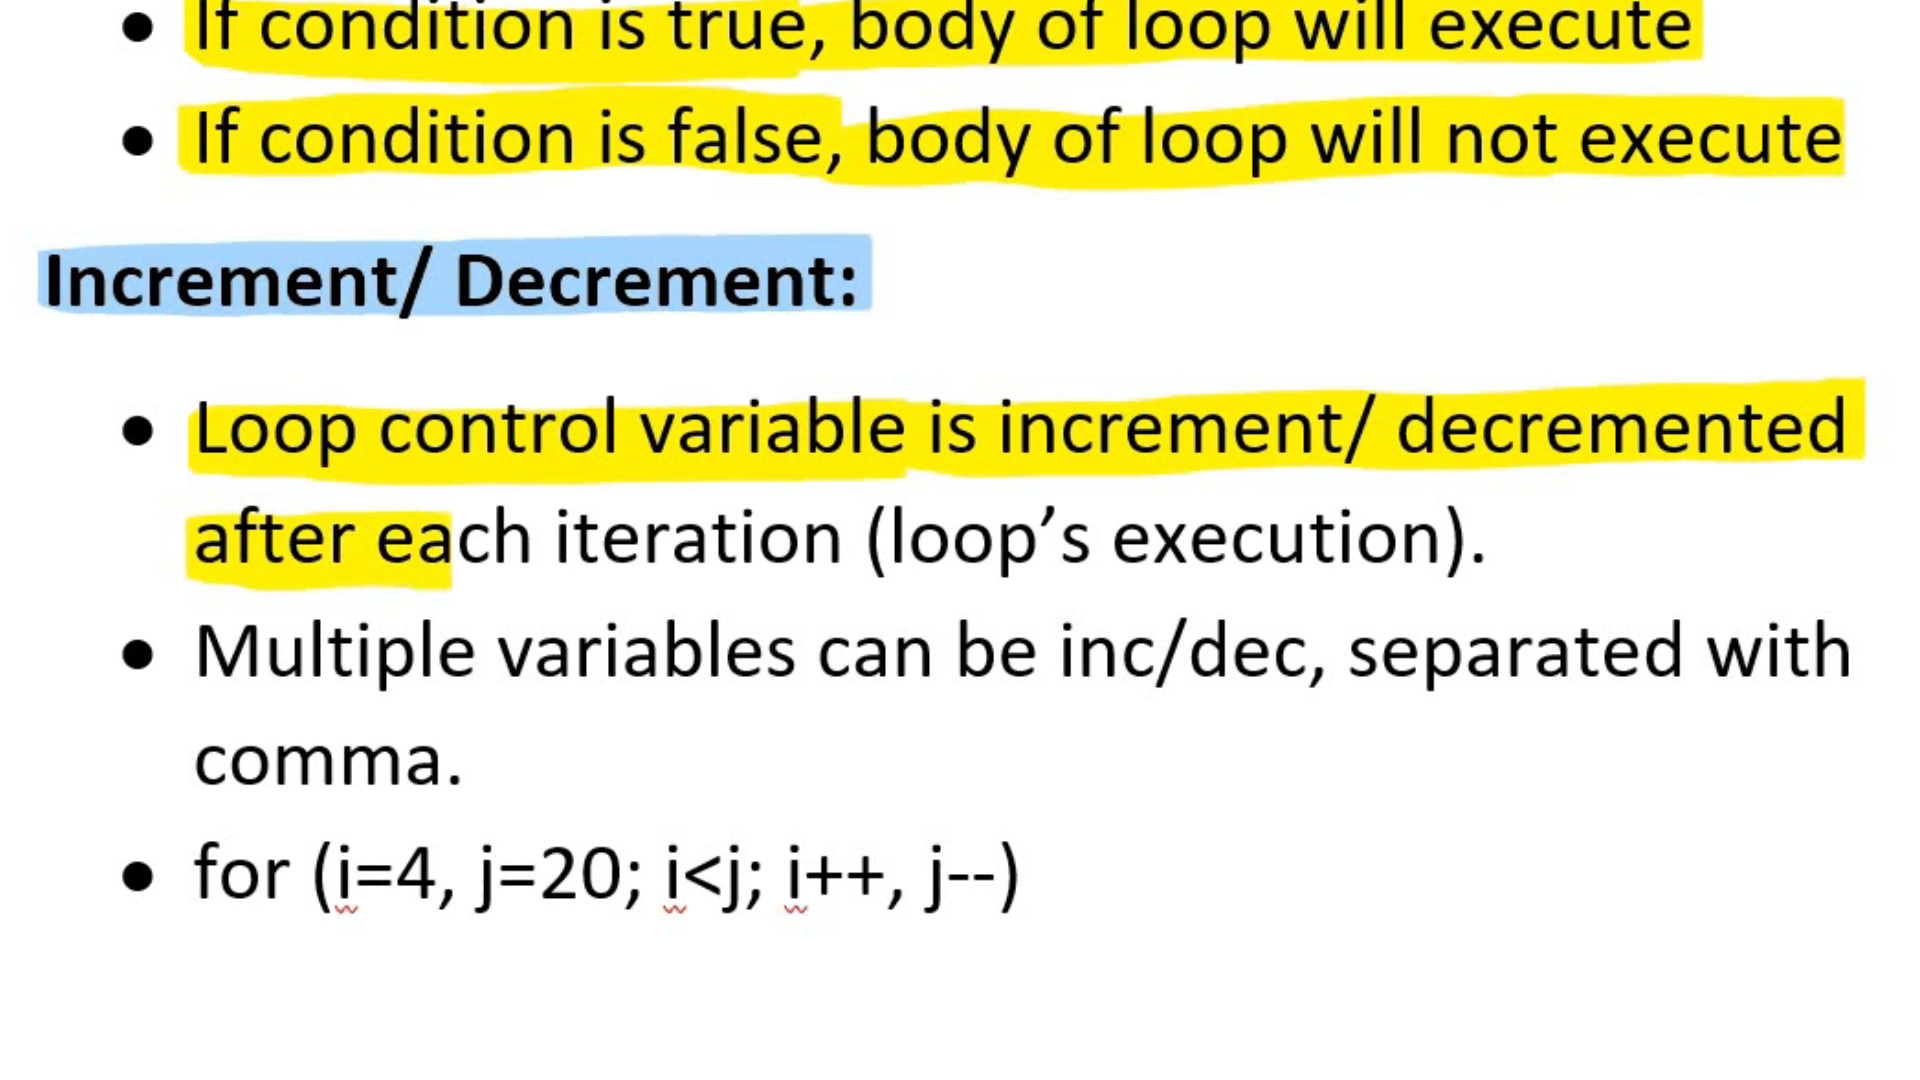 • If condition is true, body of loop will execute
• If condition is false, body of loop will not execute
Increment/ Decrement:
• Loop control variable is increment/ decremented
after each iteration (loop’s execution).
• Multiple variables can be inc/dec, separated with
comma.
• for (i=4, j=20; i<j; i++, j--)